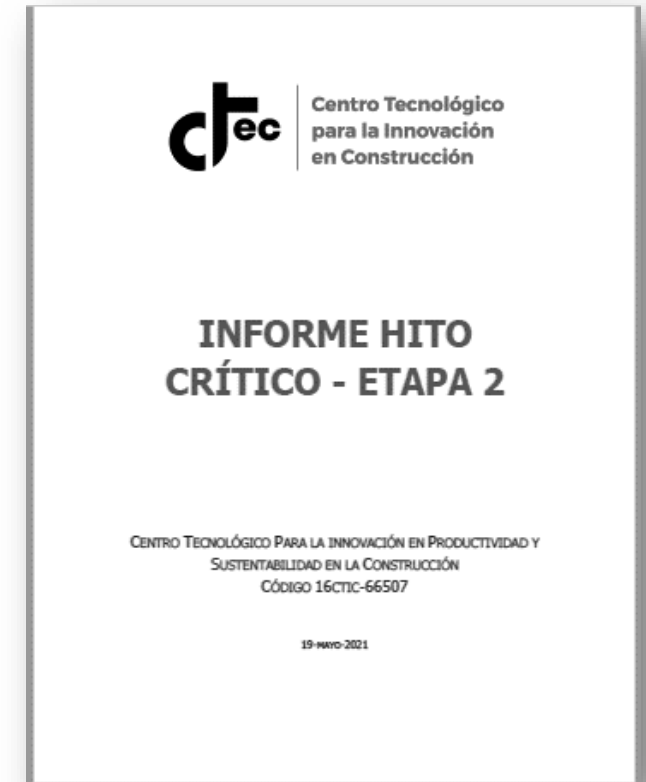 ctec
Centro Tecnológico
para la Innovación
en Construcción
INFORME HITO
CRÍTICO - ETAPA 2
CENTRO TECNOLÓGICO PARA LA INNOVACIÓN EN PRODUCTIVIDAD Y
SUSTENTABILIDAD EN LA CONSTRUCCIÓN
CÓDIGO 16CTIC-66507
19-MAYO-2021